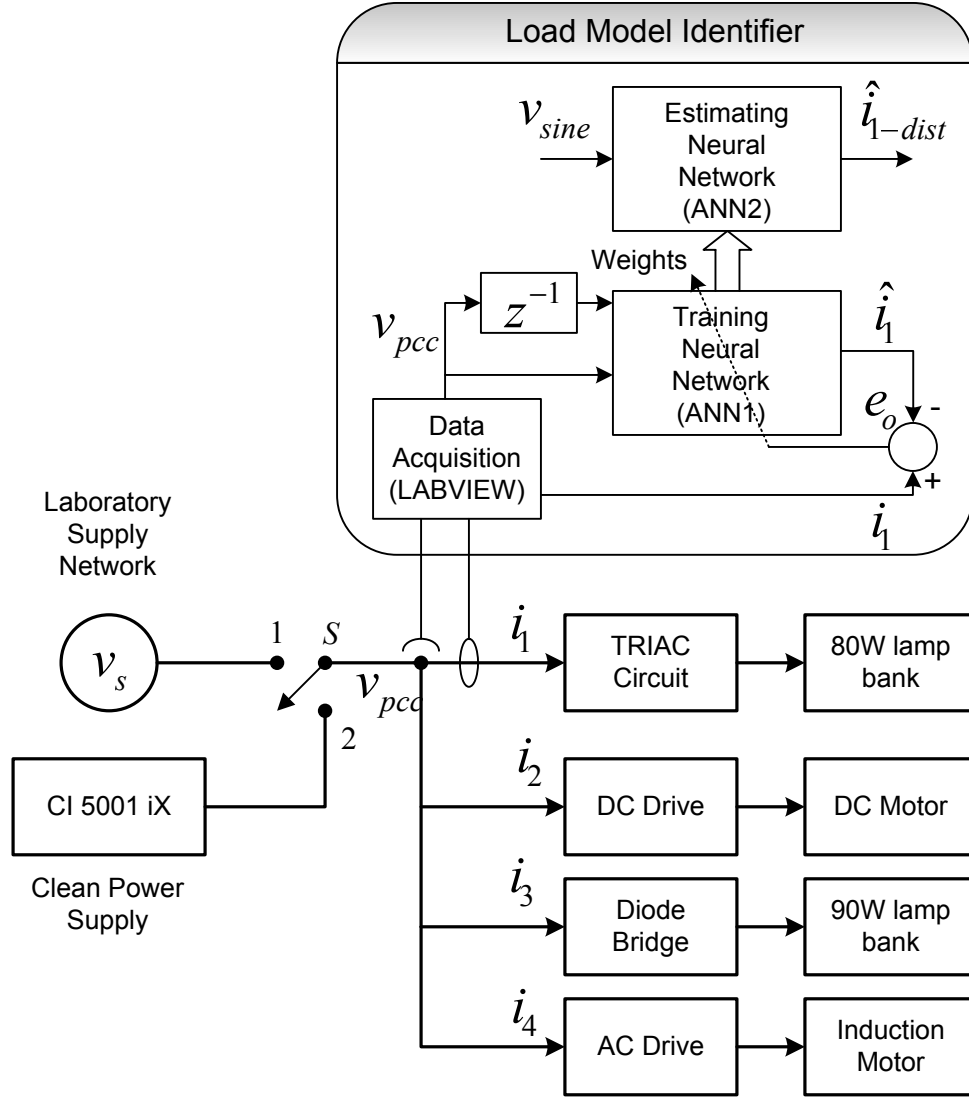 Load Model Identifier
v_sine
Estimating
Neural
Network
(ANN2)
î_1-dist
Weights
z^-1
v_pcc
Training
Neural
Network
(ANN1)
î_1
e_o
-
+
i_1
Data
Acquisition
(LABVIEW)
Laboratory
Supply
Network
v_s
1
S
2
v_pcc
i_1
TRIAC
Circuit
80W lamp
bank
CI 5001 iX
Clean Power
Supply
i_2
DC Drive
DC Motor
i_3
Diode
Bridge
90W lamp
bank
i_4
AC Drive
Induction
Motor